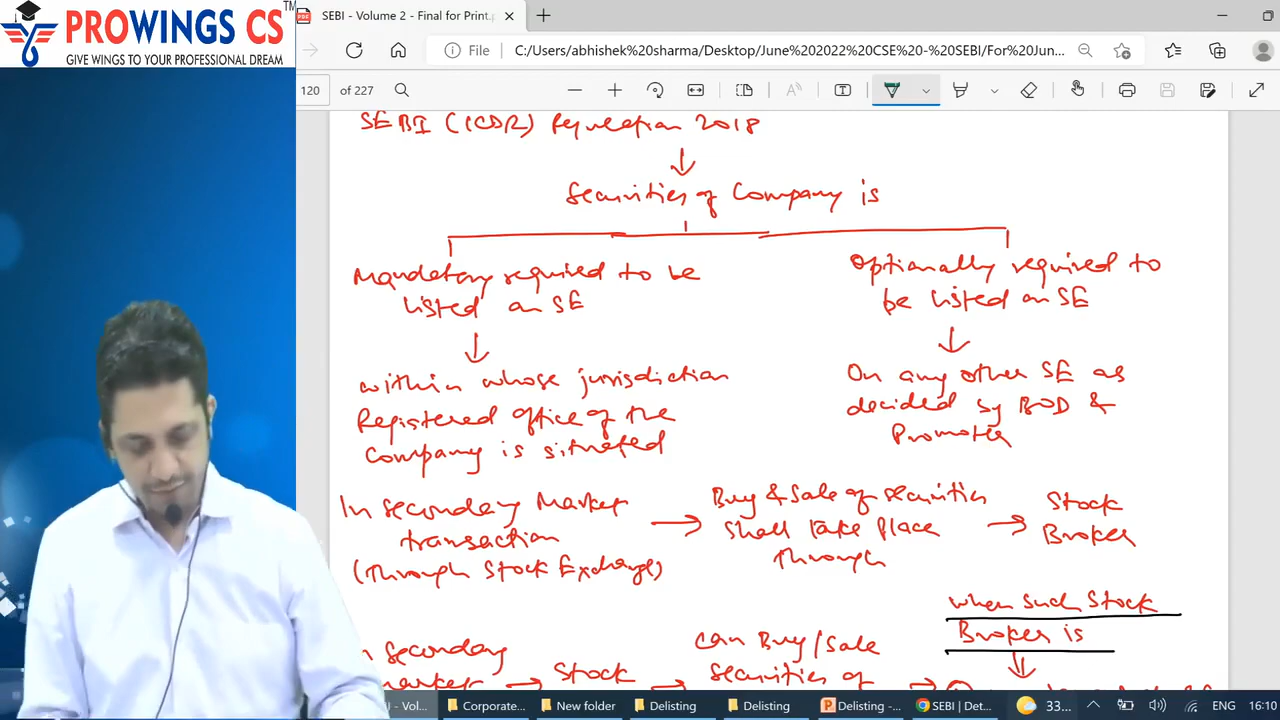 PROWINGS CS
TM
GIVE WINGS TO YOUR PROFESSIONAL DREAM
SEBI - Volume 2 - Final for Print.p
File
C:/Users/abhishek%20sharma/Desktop/June%202022%20CSE%20-%20SEBI/For%20Jun...
120 of 227
SEBI (ICDR) Regulation 2018
Securities of Company is
Mandatory required to be
listed on SE
Optionally required to
be listed on SE
within whose jurisdiction
Registered office of the
Company is situated
On any other SE as
decided by BOD &
Promoter
In secondary Market
transaction
(Through Stock Exchange)
Buy & Sale of securities
shall take place
through
Stock
Broker
when such Stock
Broker is
In secondary
market
Stock
can Buy/Sale
securities of
- Vol...
Corporate...
New folder
Delisting
Delisting
Delisting -...
SEBI | Det...
33...
ENG
16:10